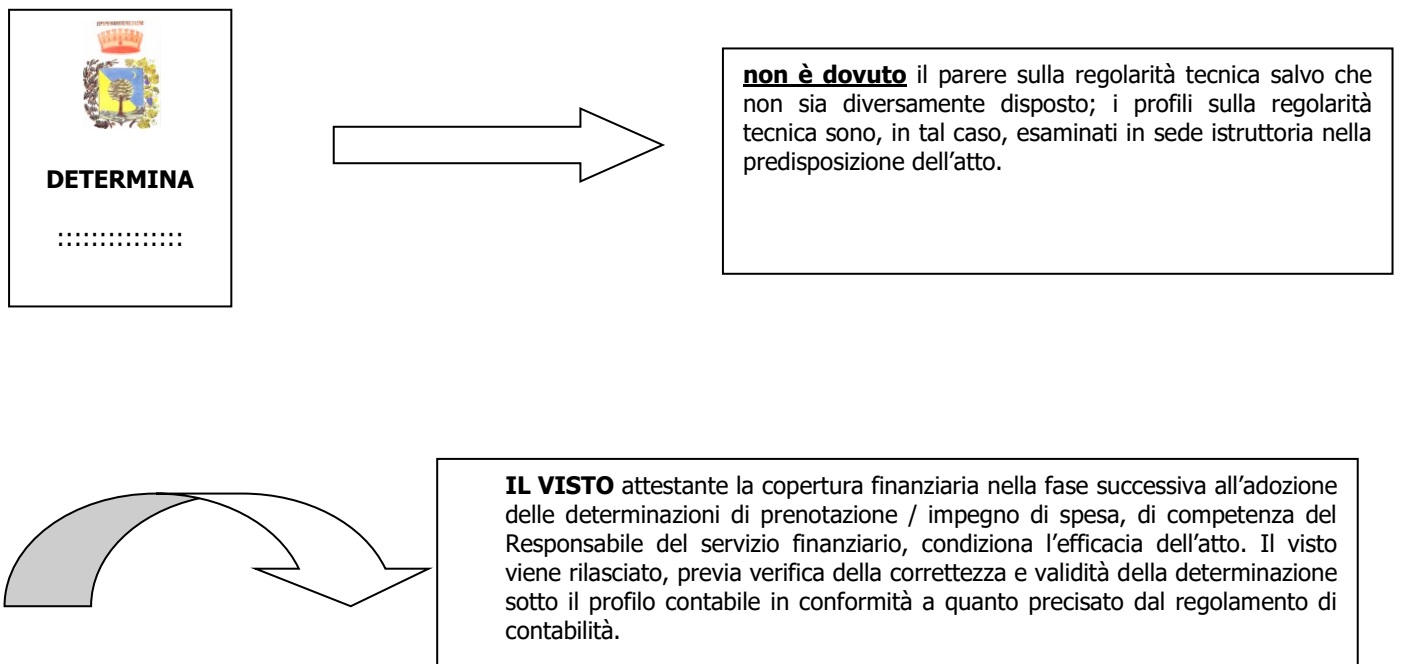 DETERMINA
:::::::::::::::
non è dovuto il parere sulla regolarità tecnica salvo che
non sia diversamente disposto; i profili sulla regolarità
tecnica sono, in tal caso, esaminati in sede istruttoria nella
predisposizione dell’atto.
IL VISTO attestante la copertura finanziaria nella fase successiva all’adozione
delle determinazioni di prenotazione / impegno di spesa, di competenza del
Responsabile del servizio finanziario, condiziona l’efficacia dell’atto. Il visto
viene rilasciato, previa verifica della correttezza e validità della determinazione
sotto il profilo contabile in conformità a quanto precisato dal regolamento di
contabilità.